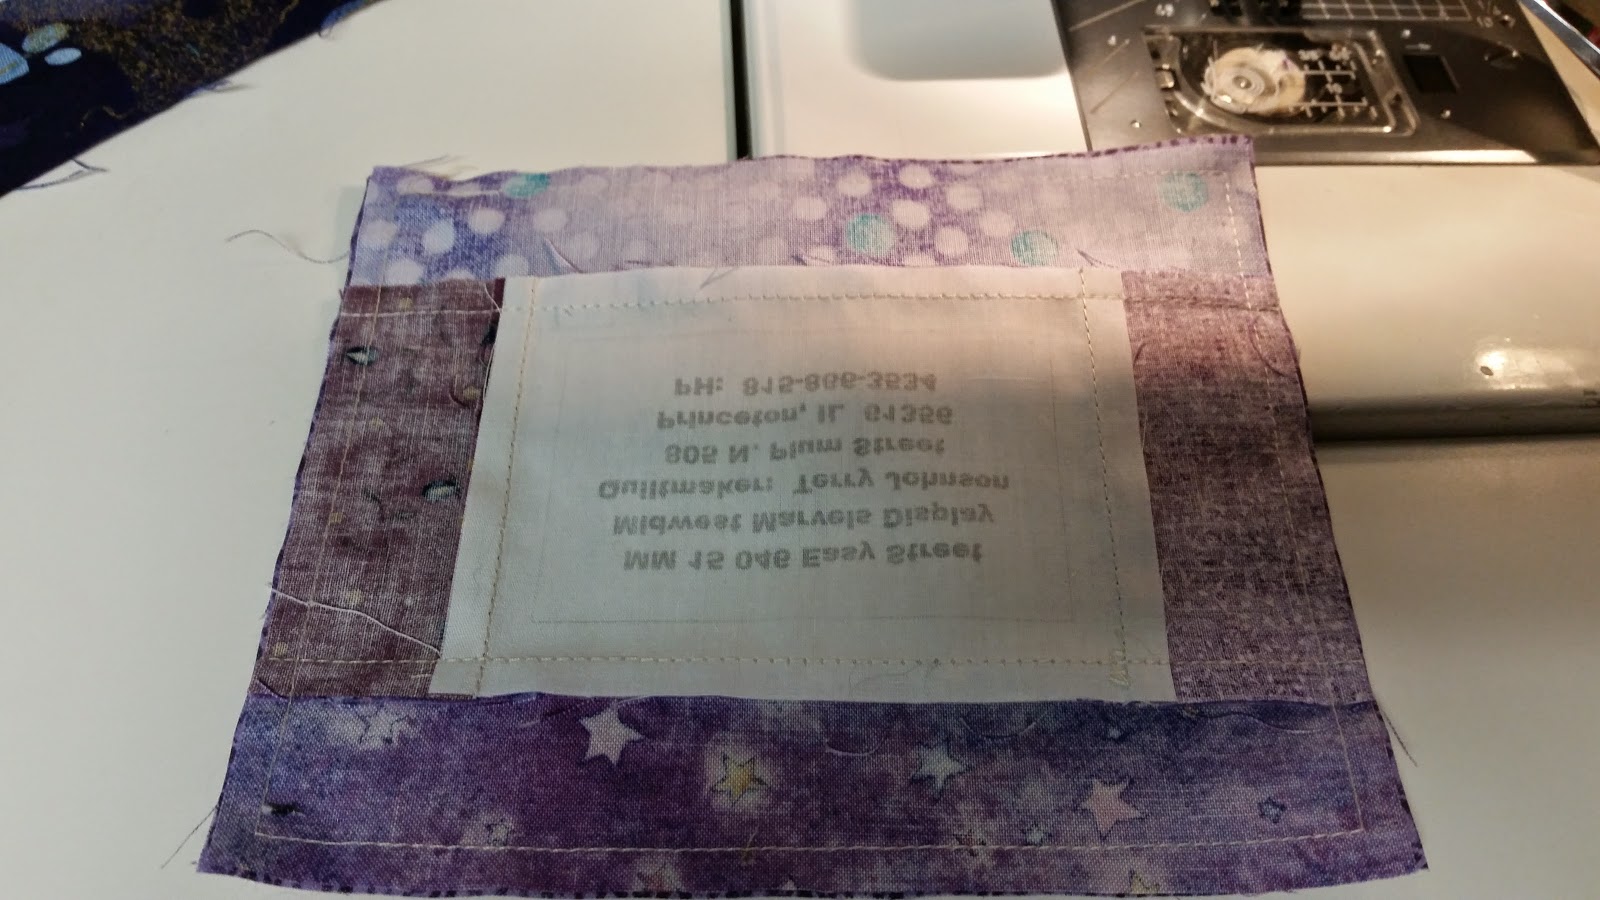 MM 15 046 Easy Street
Midwest Marvels Display
Quiltmaker: Terry Johnson
805 N. Plum Street
Princeton, IL 61356
PH: 815-866-3534